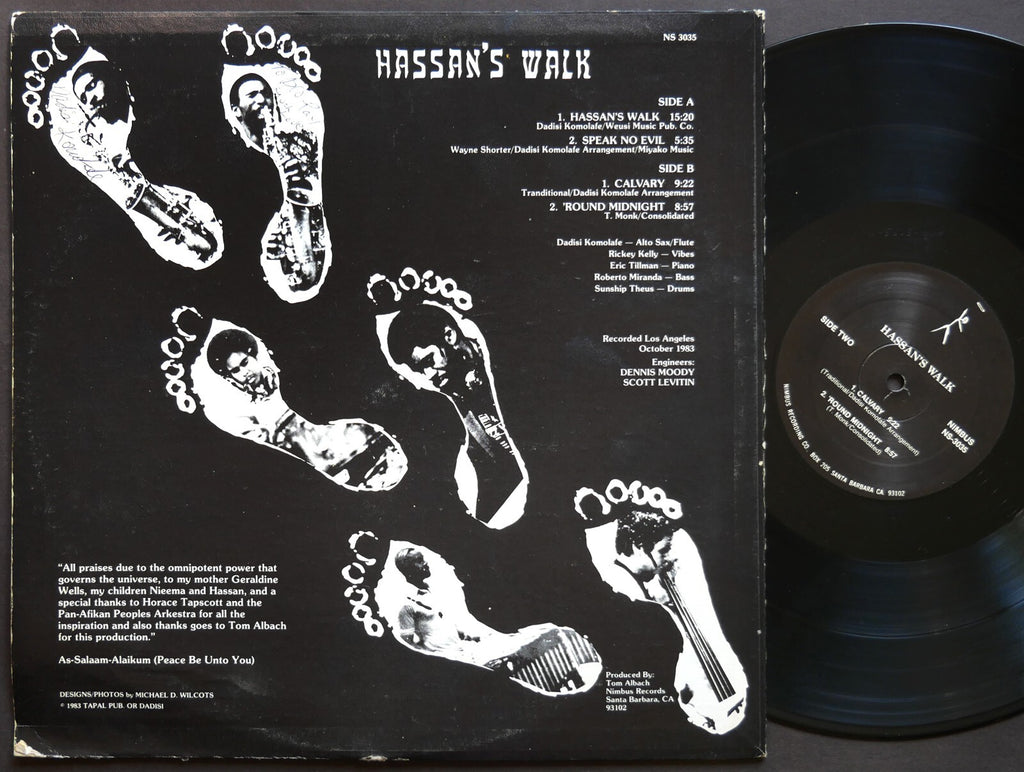 NS 3035
HASSAN'S WALK
SIDE A
1. HASSAN'S WALK 15:20
Dadisi Komolafe/Weusi Music Pub. Co.
2. SPEAK NO EVIL 5:35
Wayne Shorter/Dadisi Komolafe Arrangement/Miyako Music
SIDE B
1. CALVARY 9:22
Tranditional/Dadisi Komolafe Arrangement
2. 'ROUND MIDNIGHT 8:57
T. Monk/Consolidated
Dadisi Komolafe — Alto Sax/Flute
Rickey Kelly — Vibes
Eric Tillman — Piano
Roberto Miranda — Bass
Sunship Theus — Drums
Recorded Los Angeles
October 1983
Engineers:
DENNIS MOODY
SCOTT LEVITIN
"All praises due to the omnipotent power that
governs the universe, to my mother Geraldine
Wells, my children Nieema and Hassan, and a
special thanks to Horace Tapscott and the
Pan-Afikan Peoples Arkestra for all the
inspiration and also thanks goes to Tom Albach
for this production."
As-Salaam-Alaikum (Peace Be Unto You)
DESIGNS/PHOTOS by MICHAEL D. WILCOTS
© 1983 TAPAL PUB. OR DADISI
Produced By:
Tom Albach
Nimbus Records
Santa Barbara, CA
93102
SIDE TWO
HASSAN'S WALK
1. CALVARY 9:22
(Traditional/Dadisi Komolafe Arrangement)
2. 'ROUND MIDNIGHT 8:57
(T. Monk/Consolidated)
NIMBUS
NS-3035
NIMBUS RECORDING CO. BOX 205 SANTA BARBARA CA. 93102